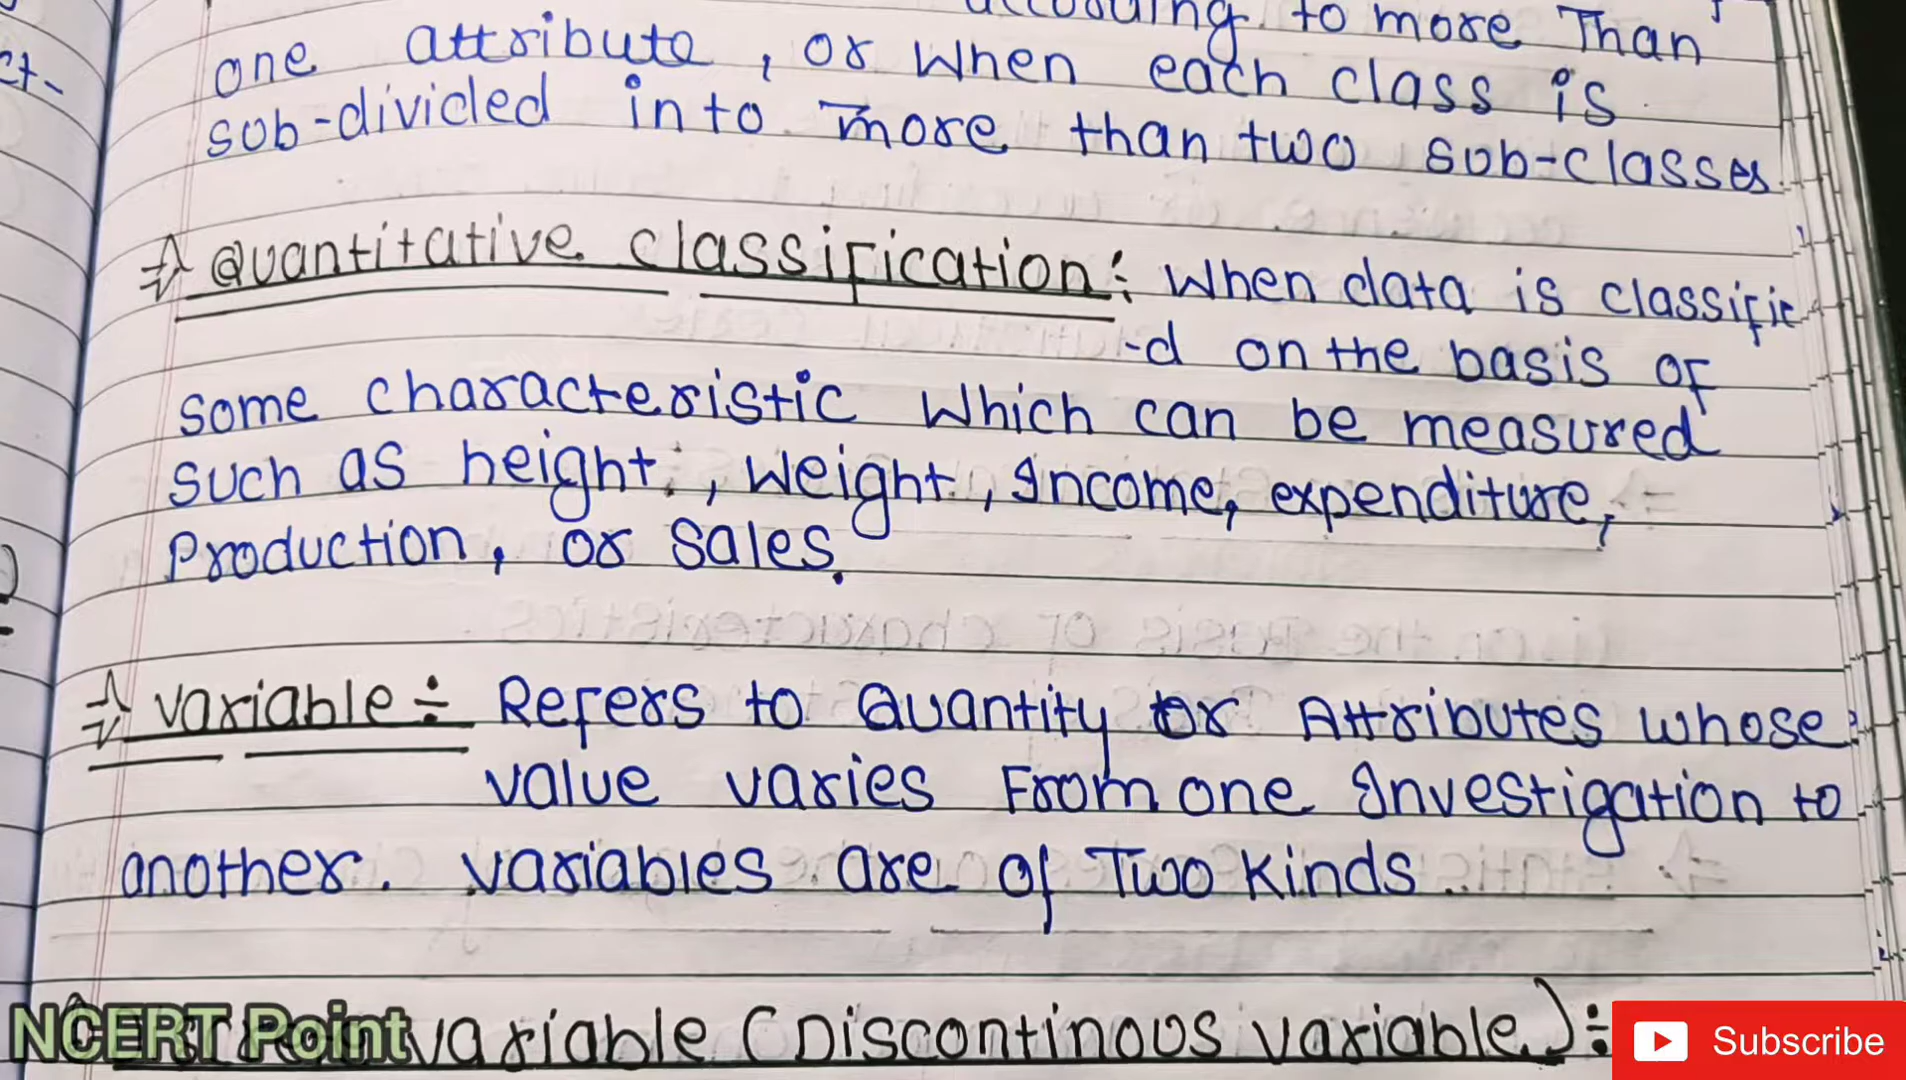 to more Than
one attribute, or when each class is
sub-divided into more than two sub-classes
⇒ Quantitative classification: When data is classifie
-d on the basis of
some characteristic which can be measured
such as height, weight, Income, expenditure,
Production, or Sales.
⇒ variable ÷ Refers to Quantity or Attributes whose
value varies From one Investigation to
another. variables are of Two Kinds.
variable (Discontinous variable) ÷
NCERT Point
Subscribe